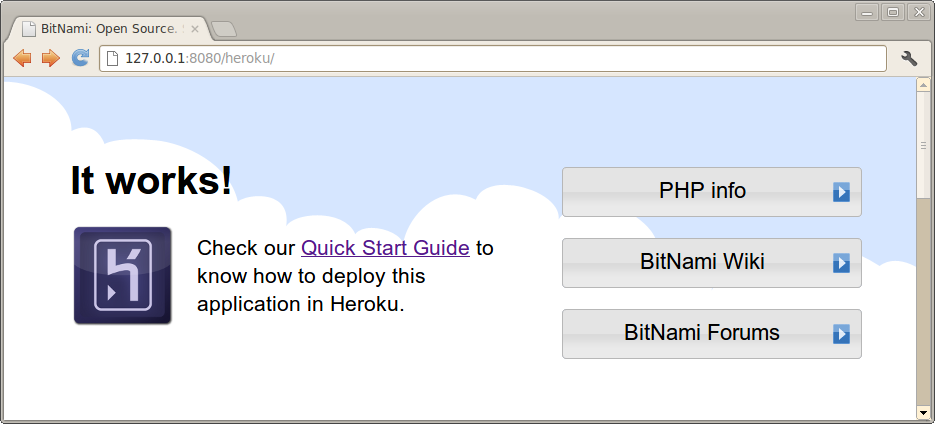 BitNami: Open Source.
127.0.0.1:8080/heroku/
It works!
Check our Quick Start Guide to
know how to deploy this
application in Heroku.
PHP info
BitNami Wiki
BitNami Forums